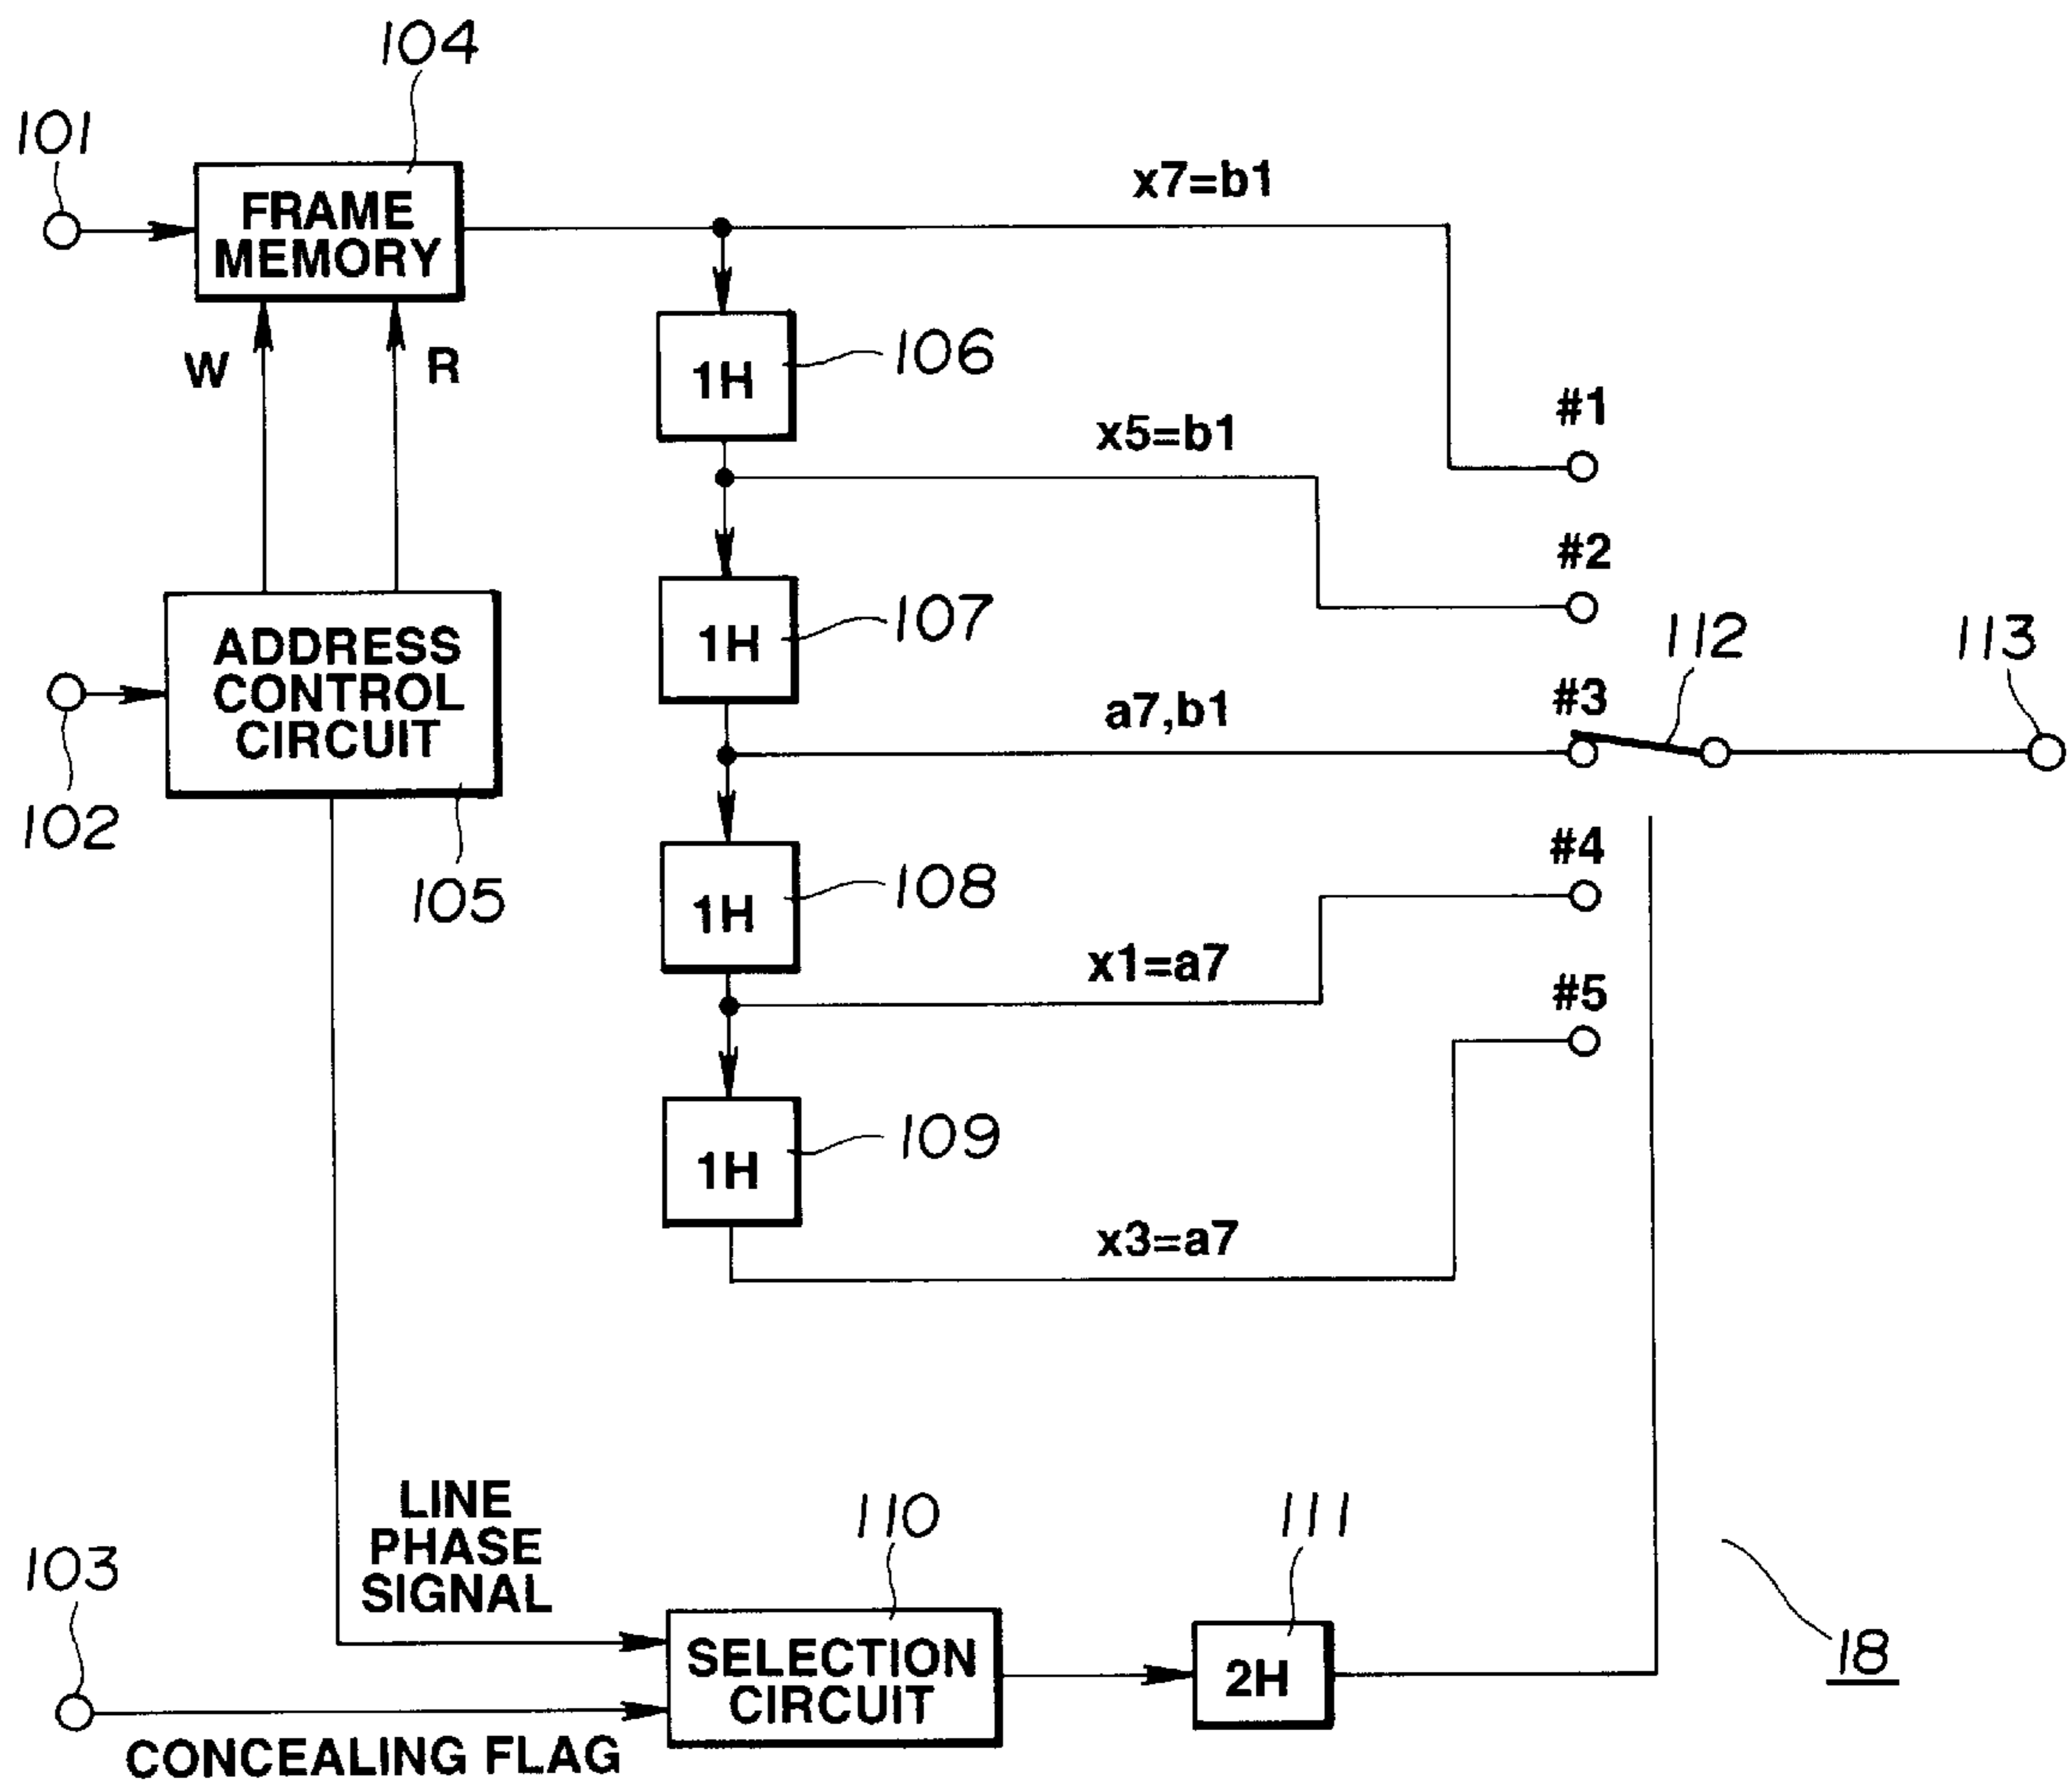 104
101
FRAME
MEMORY
x7=b1
W
R
1H
106
#1
x5=b1
#2
ADDRESS
CONTROL
CIRCUIT
1H
107
112
113
#3
a7,b1
102
105
#4
1H
108
x1=a7
#5
1H
109
x3=a7
LINE
PHASE
SIGNAL
110
111
103
SELECTION
CIRCUIT
2H
18
CONCEALING FLAG